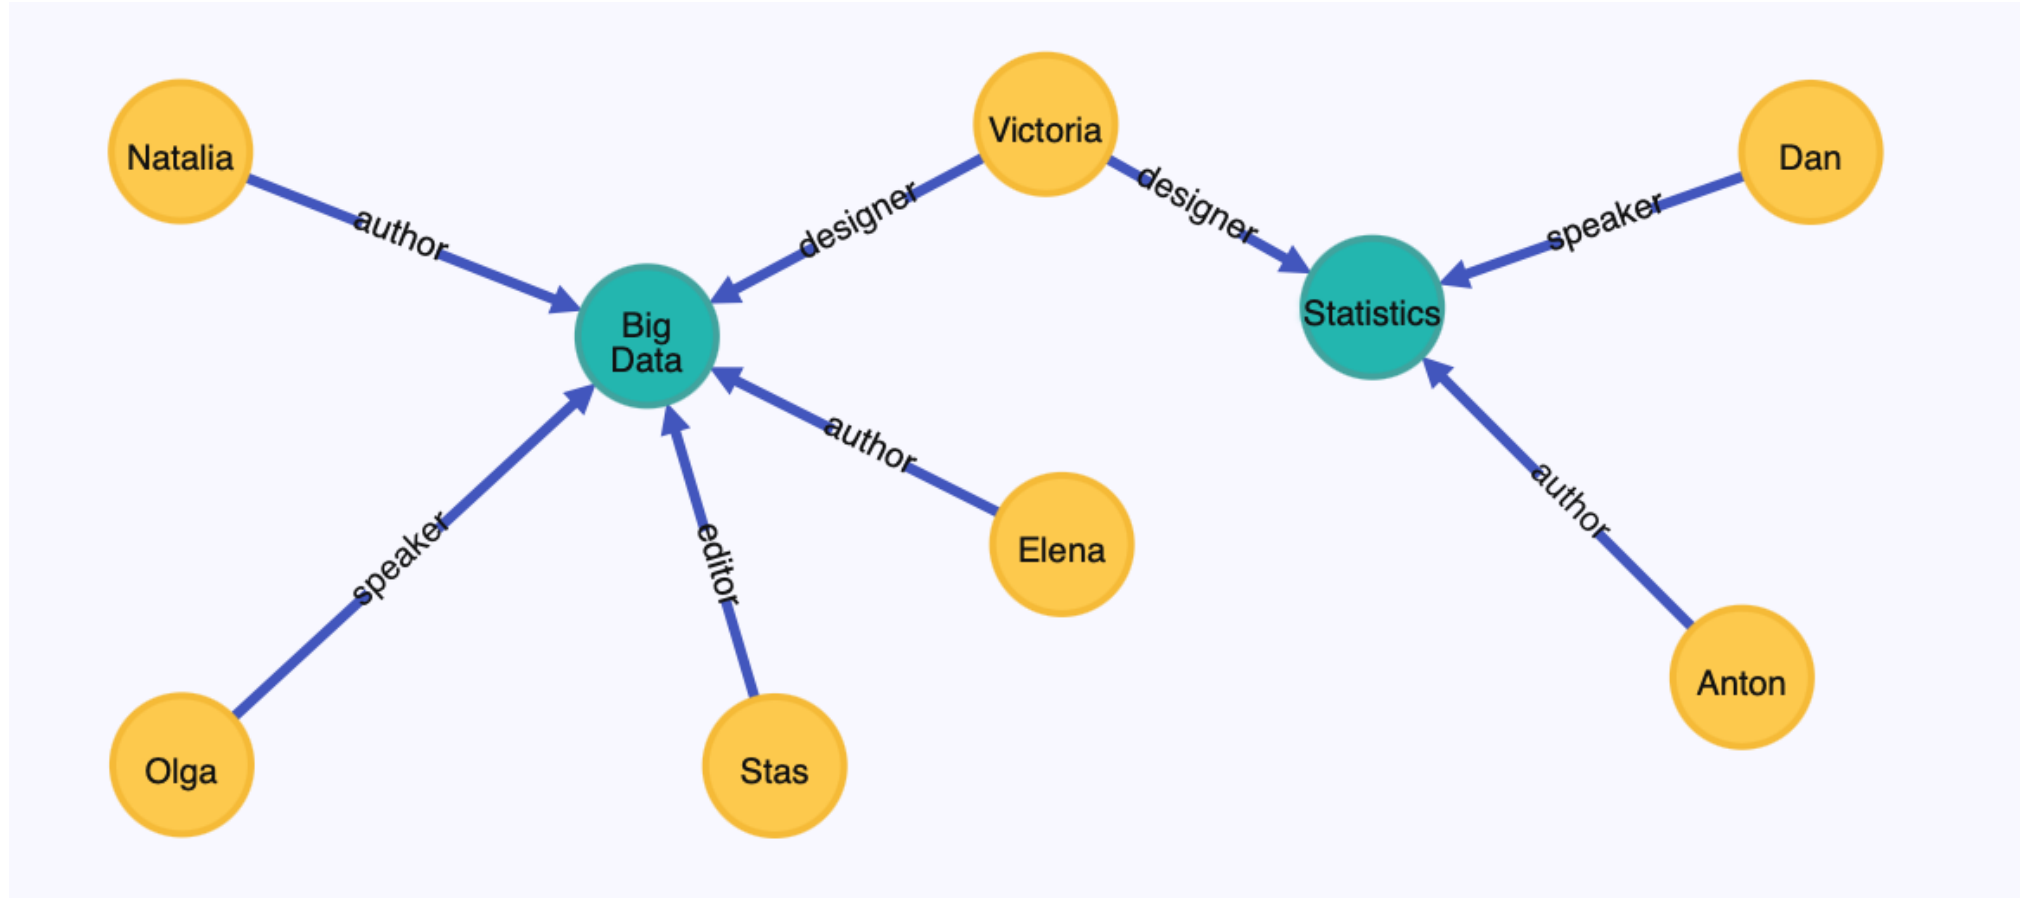 Natalia
Victoria
Dan
author
designer
designer
speaker
Big
Data
Statistics
author
speaker
editor
Elena
author
Olga
Stas
Anton